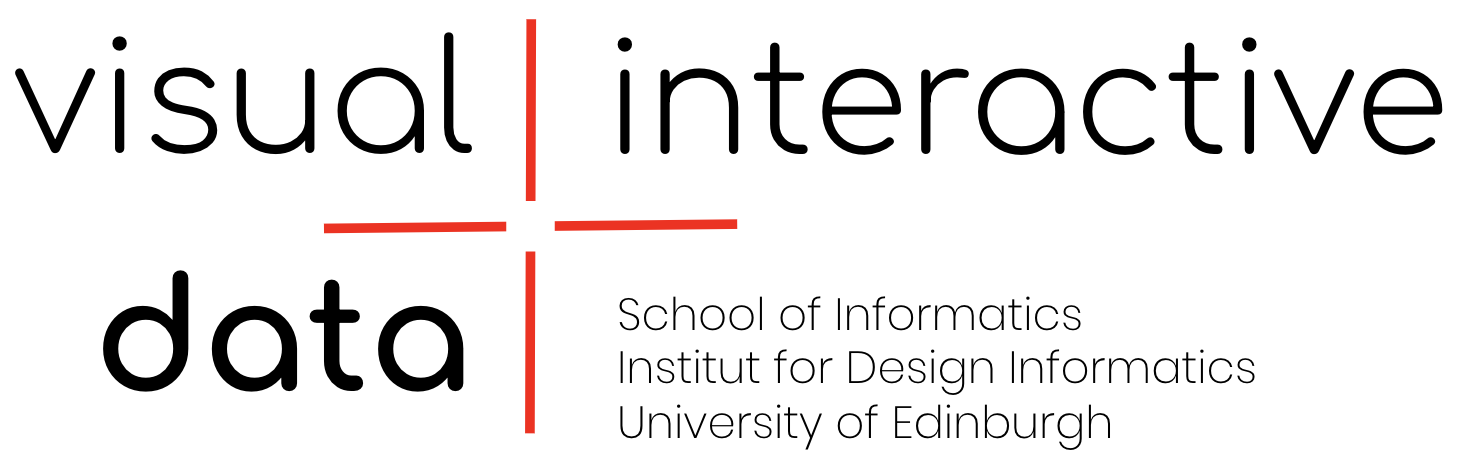 visual interactive
data
School of Informatics
Institut for Design Informatics
University of Edinburgh